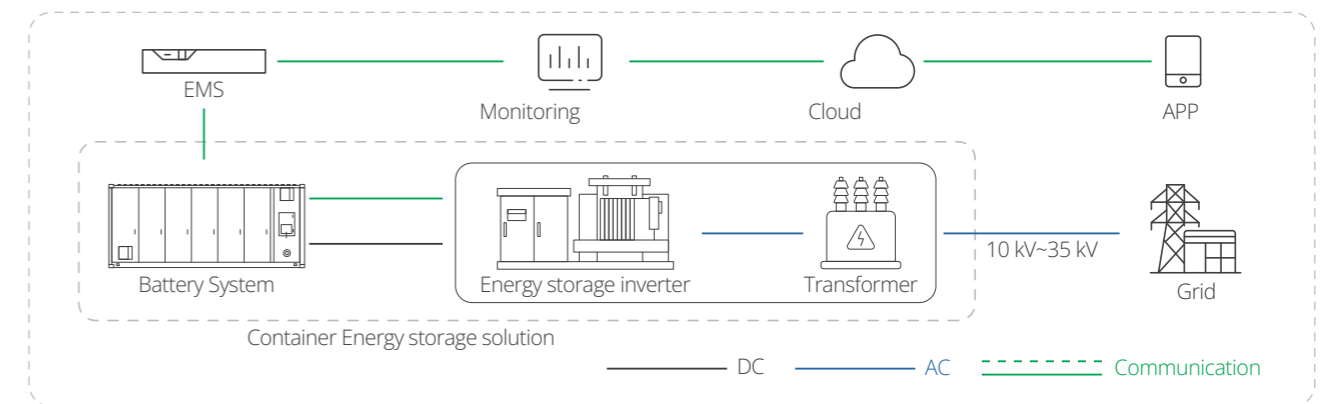 EMS
Monitoring
Cloud
APP
10 kV~35 kV
Battery System
Energy storage inverter
Transformer
Grid
Container Energy storage solution
DC
AC
Communication